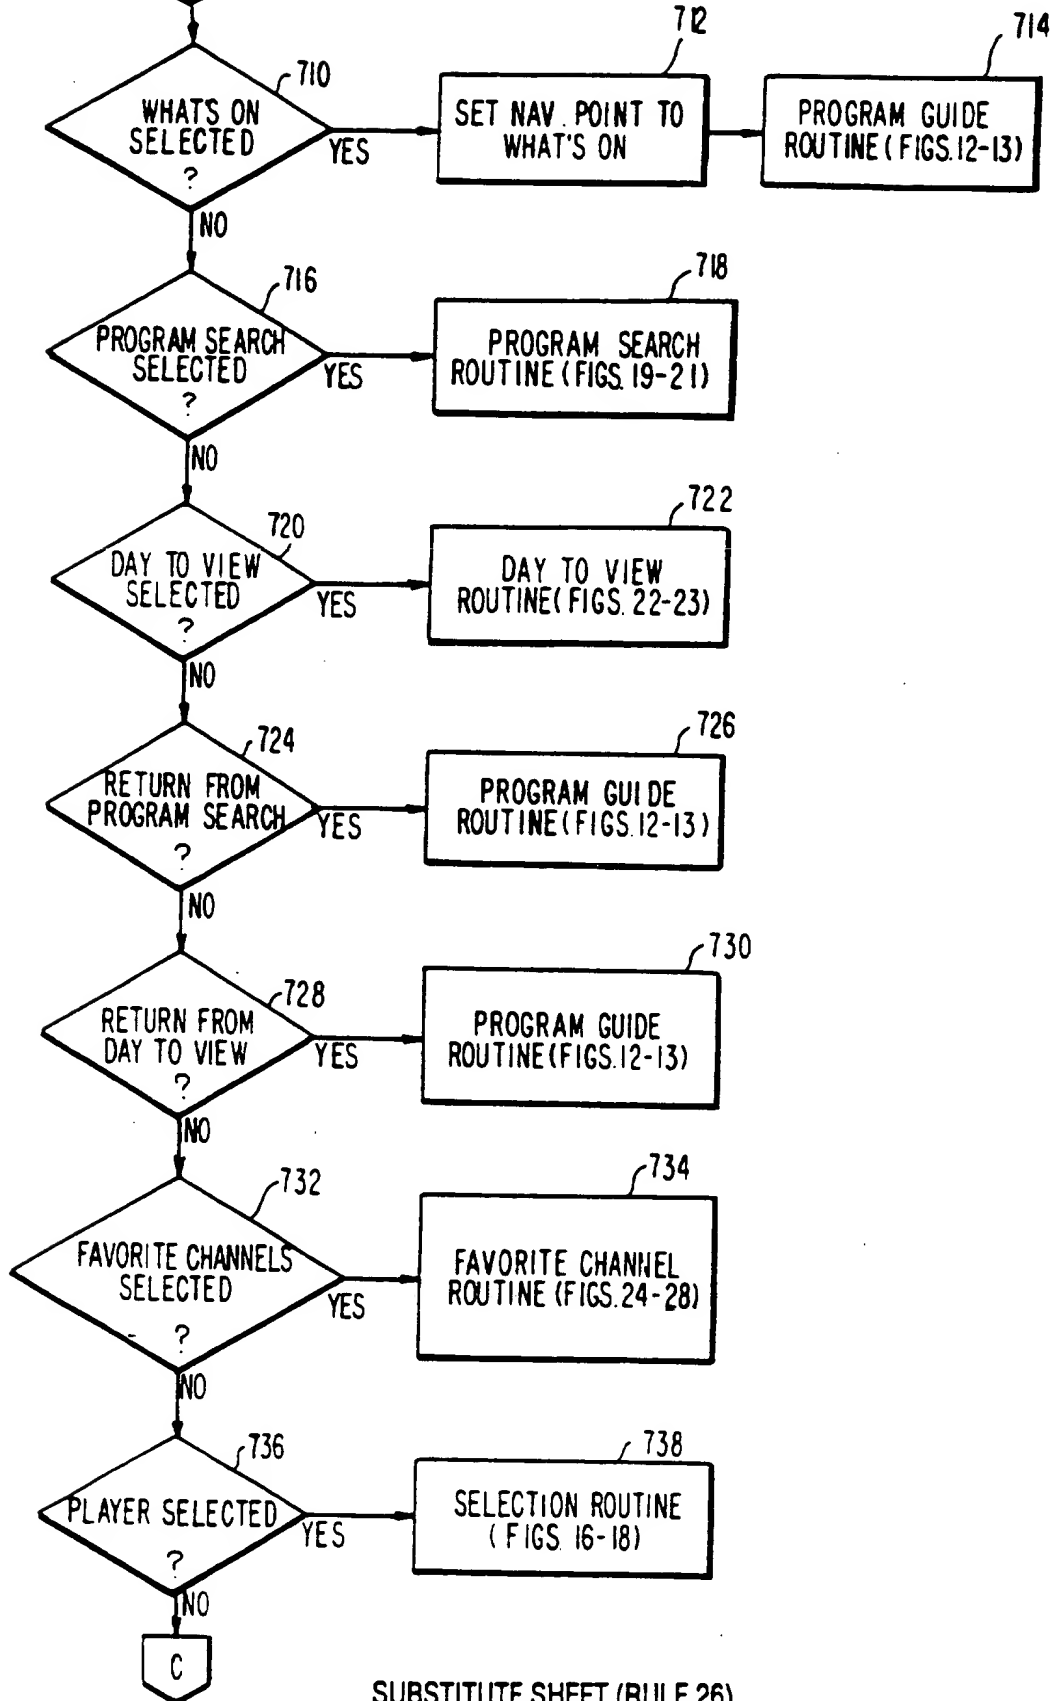 712
714
710
WHAT'S ON
SELECTED
?
YES
SET NAV. POINT TO
WHAT'S ON
PROGRAM GUIDE
ROUTINE (FIGS. 12-13)
NO
716
718
PROGRAM SEARCH
SELECTED
?
YES
PROGRAM SEARCH
ROUTINE (FIGS. 19-21)
NO
720
722
DAY TO VIEW
SELECTED
?
YES
DAY TO VIEW
ROUTINE (FIGS. 22-23)
NO
724
726
RETURN FROM
PROGRAM SEARCH
?
YES
PROGRAM GUIDE
ROUTINE (FIGS. 12-13)
NO
728
730
RETURN FROM
DAY TO VIEW
?
YES
PROGRAM GUIDE
ROUTINE (FIGS. 12-13)
NO
732
734
FAVORITE CHANNELS
SELECTED
?
YES
FAVORITE CHANNEL
ROUTINE (FIGS. 24-28)
NO
736
738
PLAYER SELECTED
?
YES
SELECTION ROUTINE
(FIGS. 16-18)
NO
C
SUBSTITUTE SHEET (RULE 26)